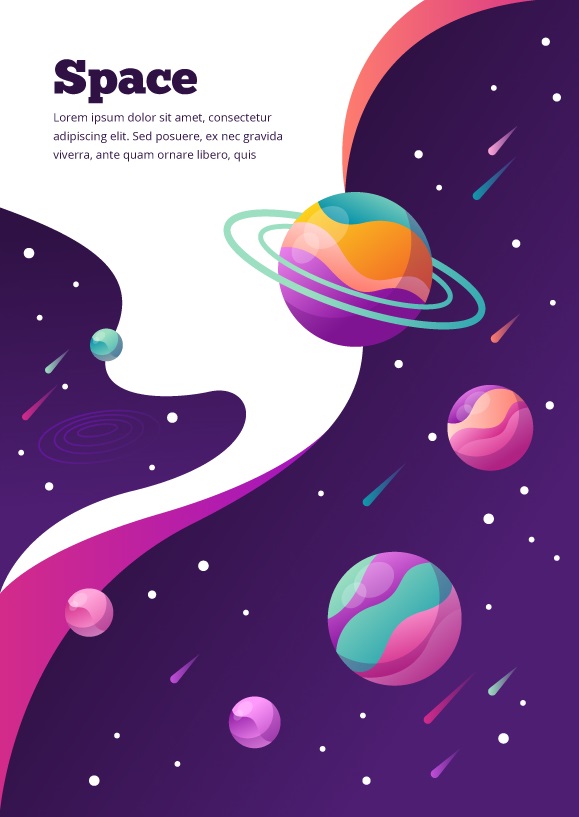 Space
Lorem ipsum dolor sit amet, consectetur
adipiscing elit. Sed posuere, ex nec gravida
viverra, ante quam ornare libero, quis